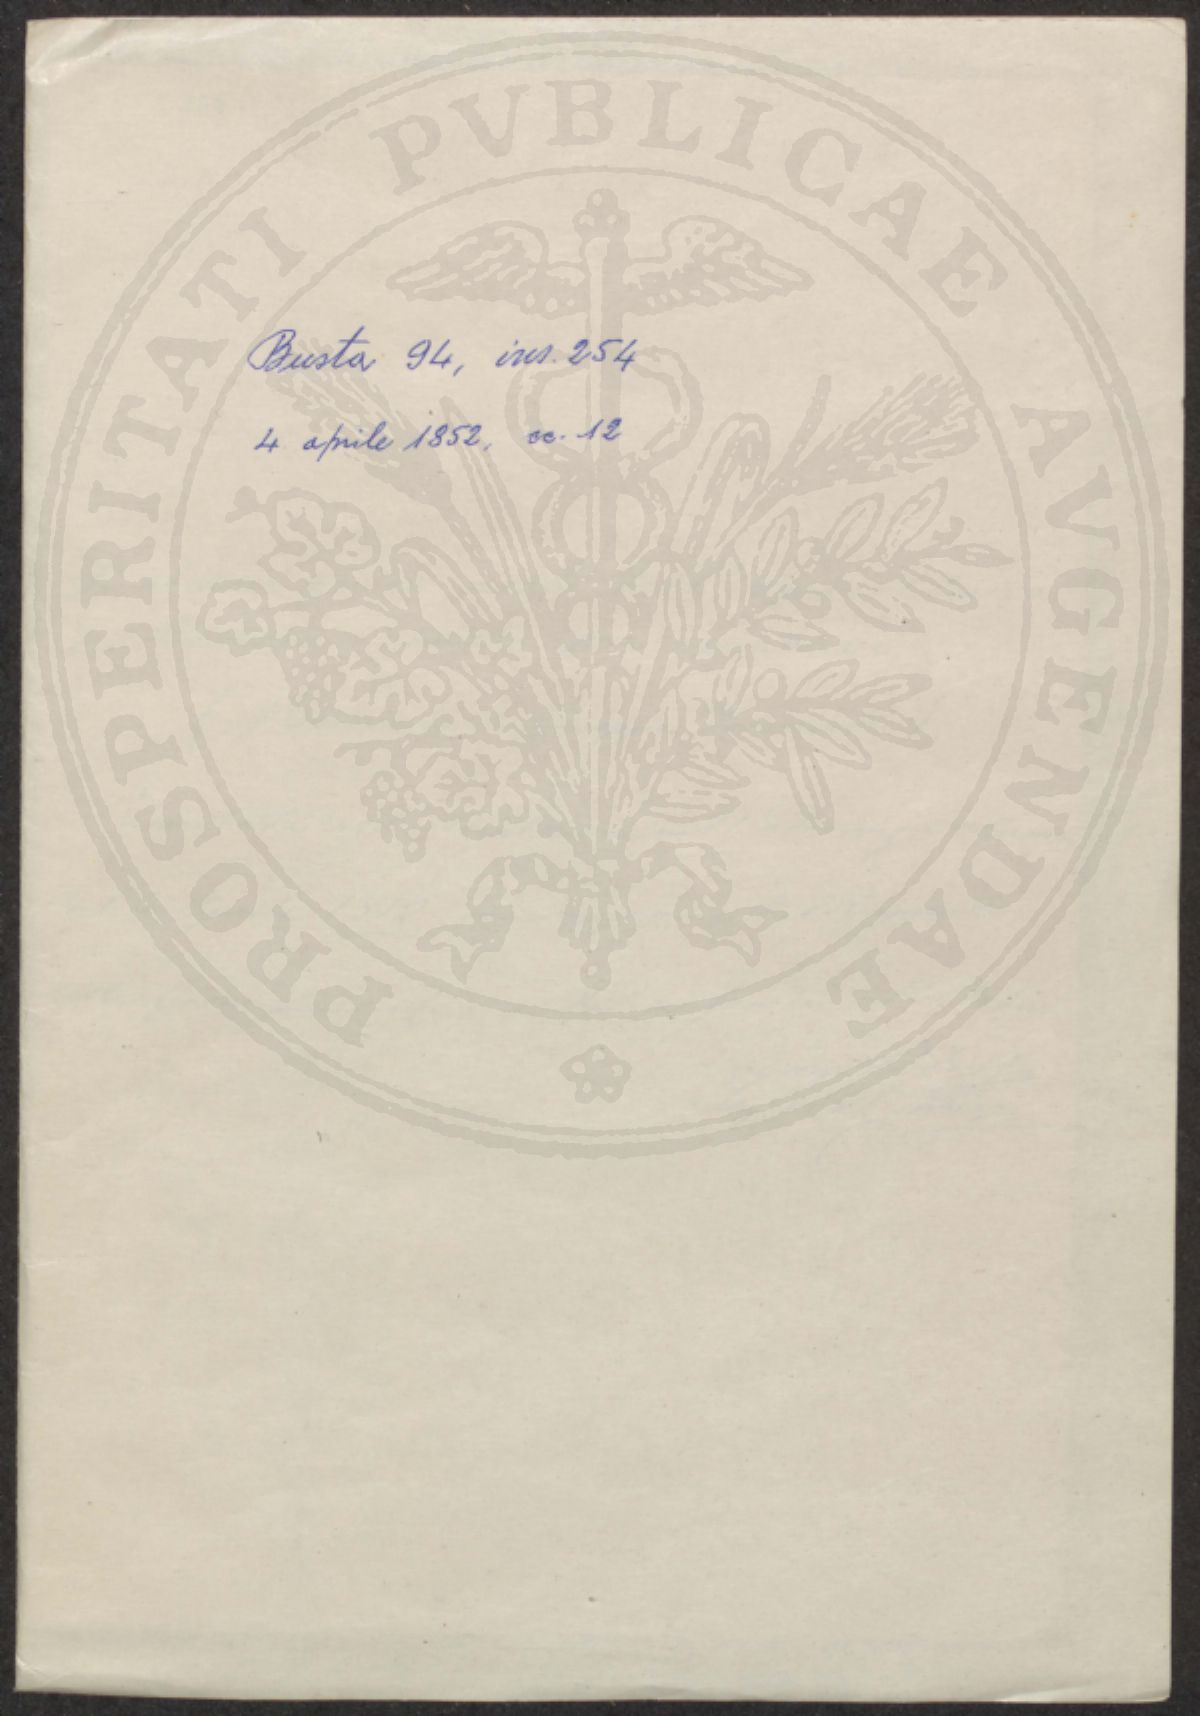 PROSPERITATI PVBLICAE AVGENDAE
Busta 94, ins. 254
4 aprile 1852, cc. 12